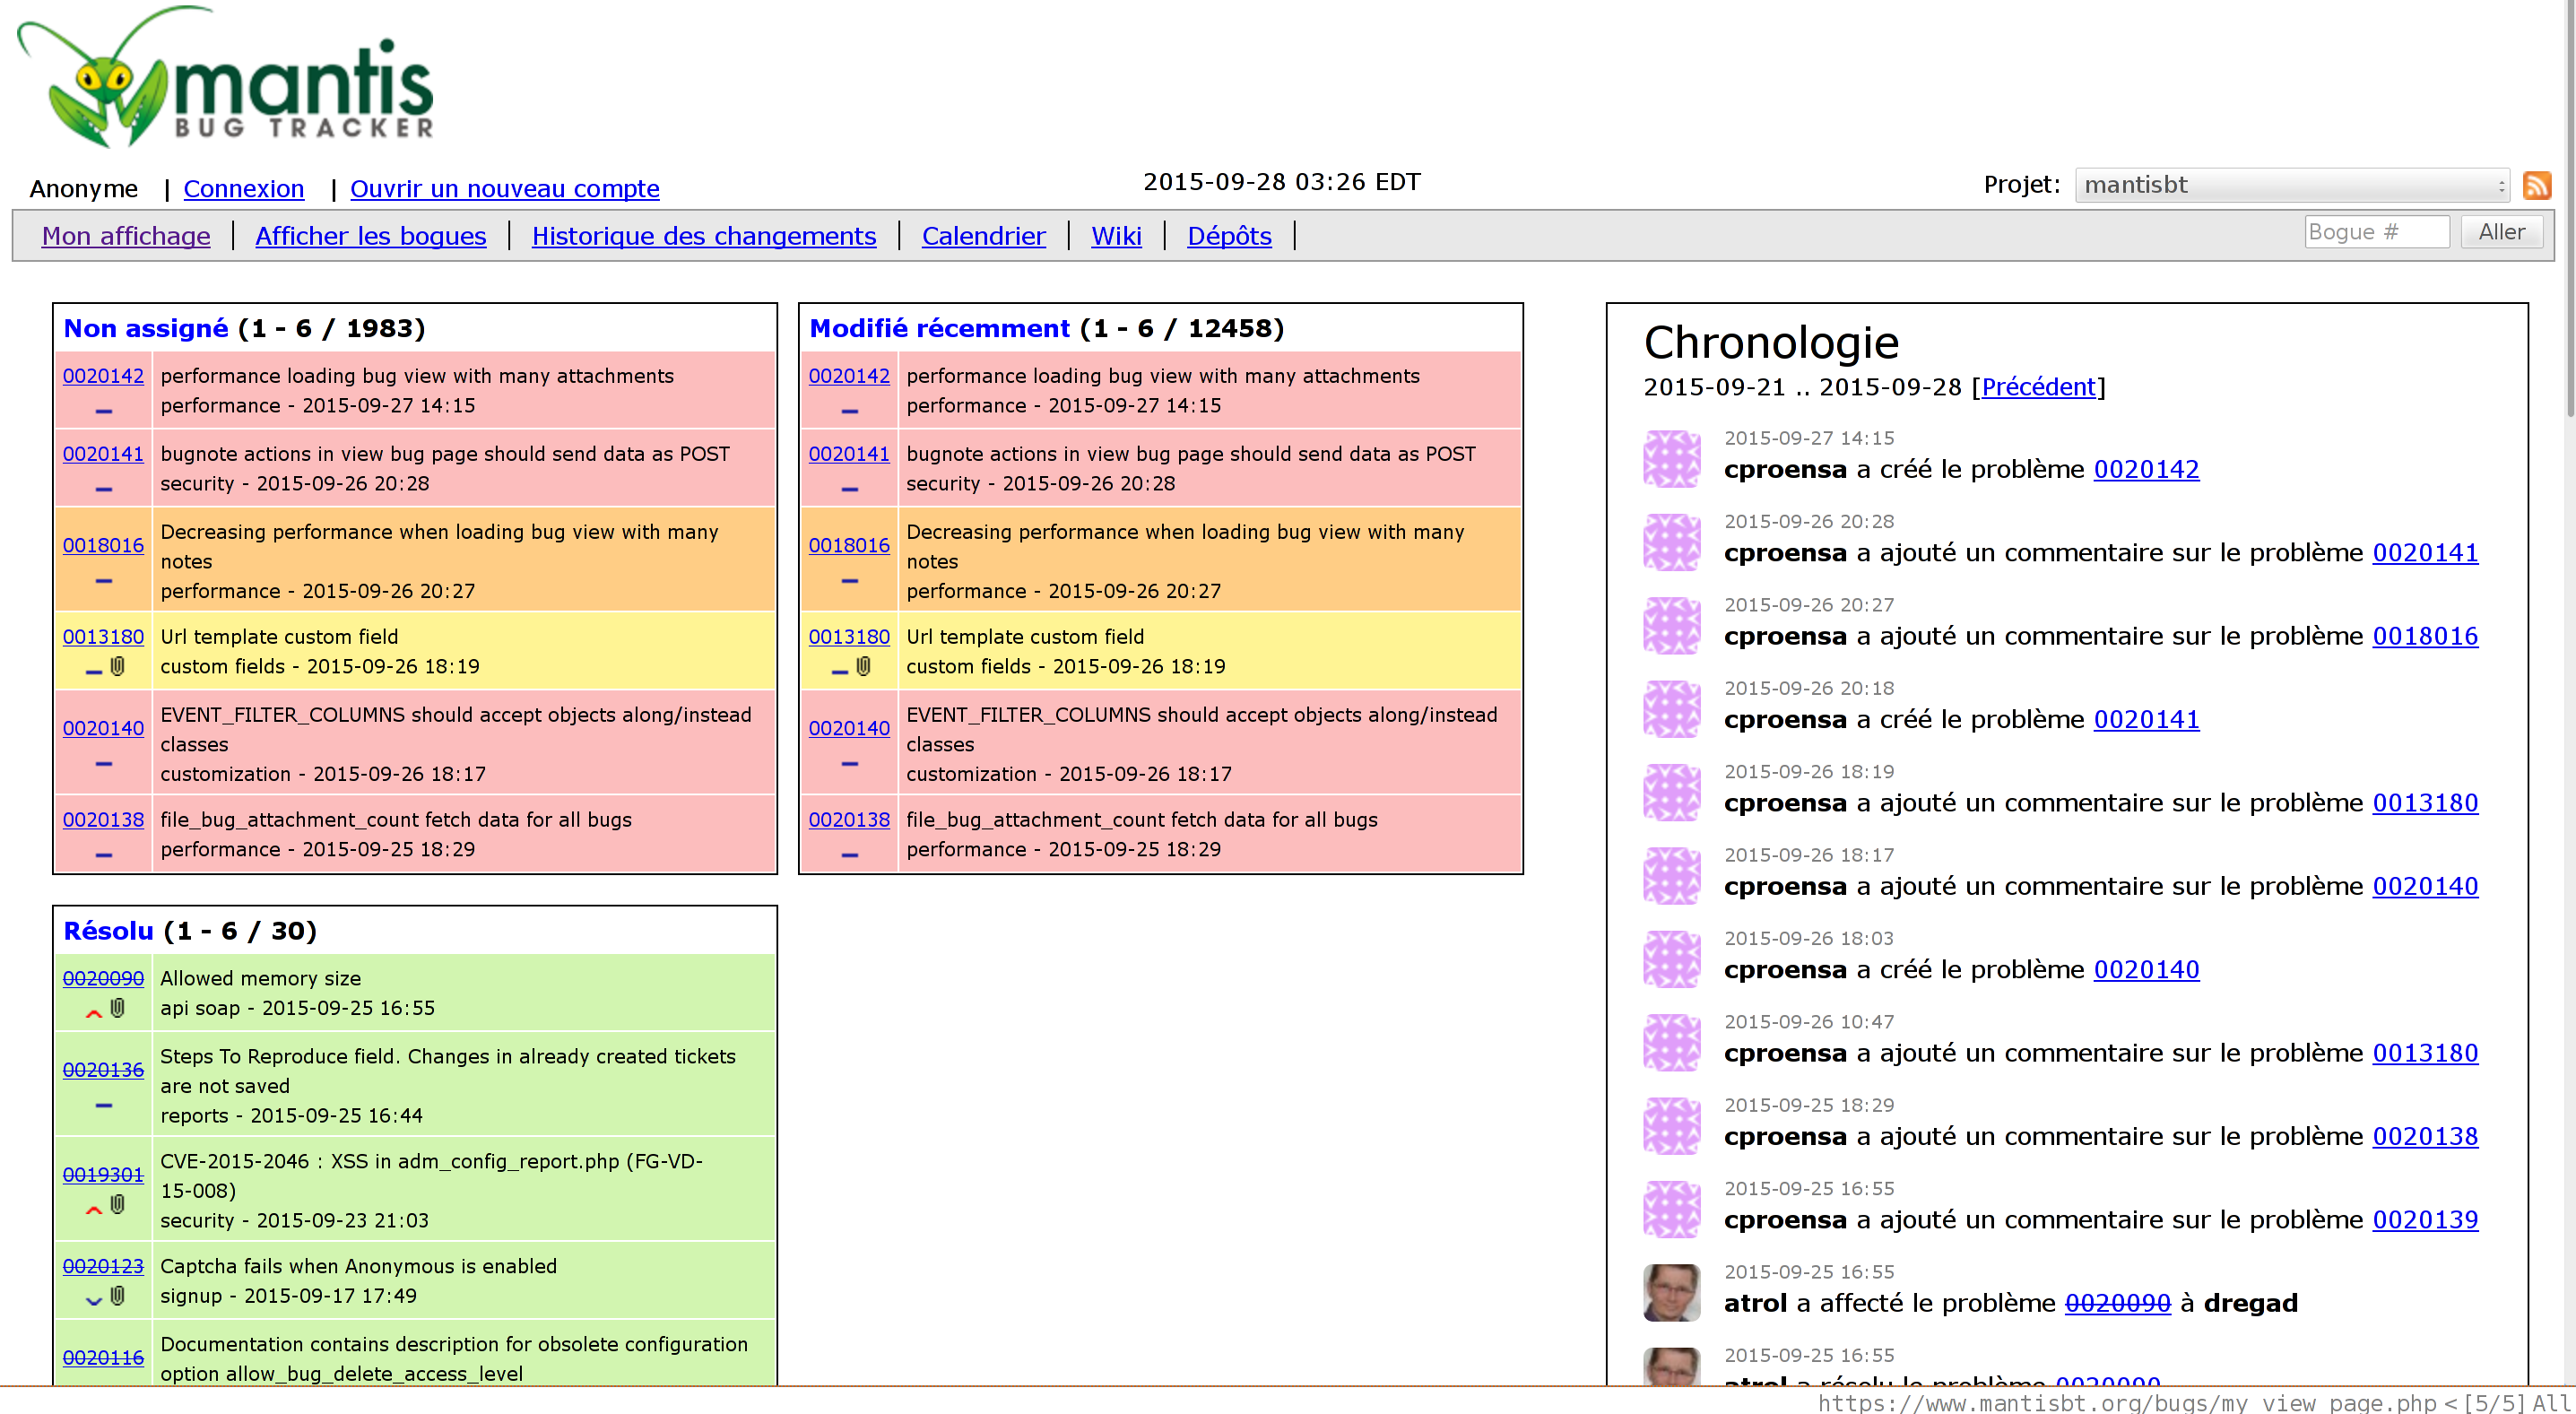 mantis
BUG TRACKER
Anonyme | Connexion | Ouvrir un nouveau compte
2015-09-28 03:26 EDT
Projet: mantisbt
Mon affichage | Afficher les bogues | Historique des changements | Calendrier | Wiki | Dépôts |
Bogue # Aller
Non assigné (1 - 6 / 1983)
0020142 performance loading bug view with many attachments
performance - 2015-09-27 14:15
0020141 bugnote actions in view bug page should send data as POST
security - 2015-09-26 20:28
0018016 Decreasing performance when loading bug view with many
notes
performance - 2015-09-26 20:27
0013180 Url template custom field
custom fields - 2015-09-26 18:19
0020140 EVENT_FILTER_COLUMNS should accept objects along/instead
classes
customization - 2015-09-26 18:17
0020138 file_bug_attachment_count fetch data for all bugs
performance - 2015-09-25 18:29
Modifié récemment (1 - 6 / 12458)
0020142 performance loading bug view with many attachments
performance - 2015-09-27 14:15
0020141 bugnote actions in view bug page should send data as POST
security - 2015-09-26 20:28
0018016 Decreasing performance when loading bug view with many
notes
performance - 2015-09-26 20:27
0013180 Url template custom field
custom fields - 2015-09-26 18:19
0020140 EVENT_FILTER_COLUMNS should accept objects along/instead
classes
customization - 2015-09-26 18:17
0020138 file_bug_attachment_count fetch data for all bugs
performance - 2015-09-25 18:29
Résolu (1 - 6 / 30)
0020090 Allowed memory size
api soap - 2015-09-25 16:55
0020136 Steps To Reproduce field. Changes in already created tickets
are not saved
reports - 2015-09-25 16:44
0019301 CVE-2015-2046 : XSS in adm_config_report.php (FG-VD-
15-008)
security - 2015-09-23 21:03
0020123 Captcha fails when Anonymous is enabled
signup - 2015-09-17 17:49
0020116 Documentation contains description for obsolete configuration
option allow_bug_delete_access_level
Chronologie
2015-09-21 .. 2015-09-28 [Précédent]
2015-09-27 14:15
cproensa a créé le problème 0020142
2015-09-26 20:28
cproensa a ajouté un commentaire sur le problème 0020141
2015-09-26 20:27
cproensa a ajouté un commentaire sur le problème 0018016
2015-09-26 20:18
cproensa a créé le problème 0020141
2015-09-26 18:19
cproensa a ajouté un commentaire sur le problème 0013180
2015-09-26 18:17
cproensa a ajouté un commentaire sur le problème 0020140
2015-09-26 18:03
cproensa a créé le problème 0020140
2015-09-26 10:47
cproensa a ajouté un commentaire sur le problème 0013180
2015-09-25 18:29
cproensa a ajouté un commentaire sur le problème 0020138
2015-09-25 16:55
cproensa a ajouté un commentaire sur le problème 0020139
2015-09-25 16:55
atrol a affecté le problème 0020090 à dregad
2015-09-25 16:55
atrol a résolu le problème 0020090
https://www.mantisbt.org/bugs/my_view_page.php <[5/5] All